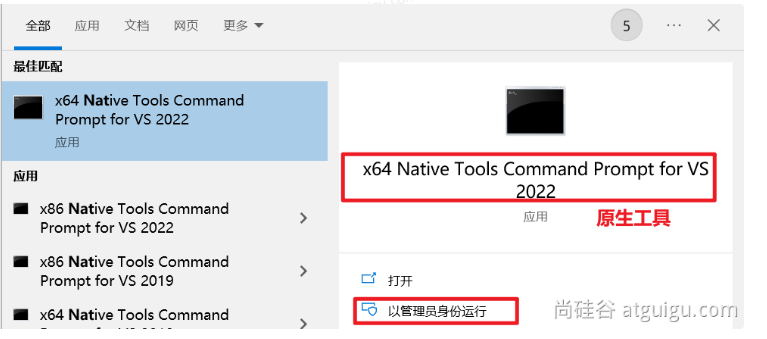 全部 应用 文档 网页 更多
5
最佳匹配
x64 Native Tools Command
Prompt for VS 2022
应用
应用
x86 Native Tools Command
Prompt for VS 2022
x86 Native Tools Command
Prompt for VS 2019
x64 Native Tools Command
x64 Native Tools Command Prompt for VS
2022
应用
原生工具
打开
以管理员身份运行
尚硅谷 atguigu.com